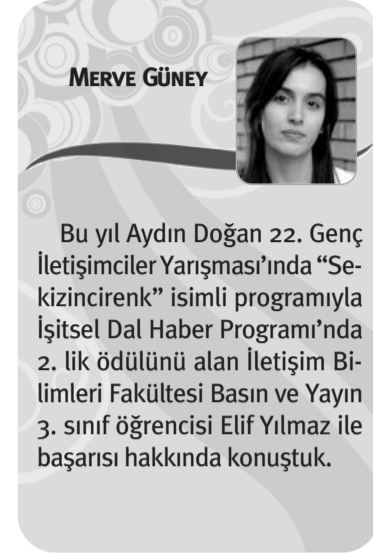 MERVE GÜNEY
Bu yıl Aydın Doğan 22. Genç
İletişimciler Yarışması’ında “Se-
kizincirenk” isimli programıyla
İşitsel Dal Haber Programı’nda
2. lik ödülünü alan İletişim Bi-
limleri Fakültesi Basın ve Yayın
3. sınıf öğrencisi Elif Yılmaz ile
başarısı hakkında konuştuk.